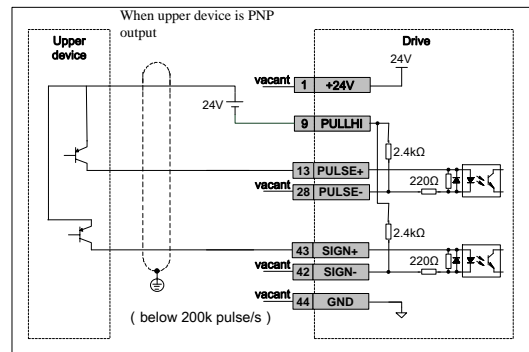 When upper device is PNP
output
Upper
device
Drive
24V
vacant 1 +24V
24V
9 PULLHI
2.4kΩ
13 PULSE+
220Ω
vacant 28 PULSE-
2.4kΩ
43 SIGN+
220Ω
vacant 42 SIGN-
vacant 44 GND
( below 200k pulse/s )